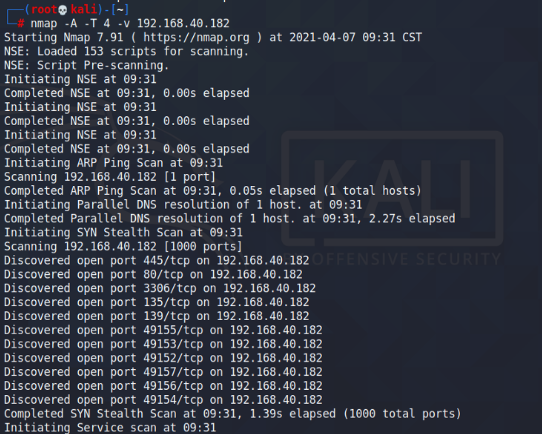 (root💀kali)-[~]
# nmap -A -T 4 -v 192.168.40.182
Starting Nmap 7.91 ( https://nmap.org ) at 2021-04-07 09:31 CST
NSE: Loaded 153 scripts for scanning.
NSE: Script Pre-scanning.
Initiating NSE at 09:31
Completed NSE at 09:31, 0.00s elapsed
Initiating NSE at 09:31
Completed NSE at 09:31, 0.00s elapsed
Initiating NSE at 09:31
Completed NSE at 09:31, 0.00s elapsed
Initiating ARP Ping Scan at 09:31
Scanning 192.168.40.182 [1 port]
Completed ARP Ping Scan at 09:31, 0.05s elapsed (1 total hosts)
Initiating Parallel DNS resolution of 1 host. at 09:31
Completed Parallel DNS resolution of 1 host. at 09:31, 2.27s elapsed
Initiating SYN Stealth Scan at 09:31
Scanning 192.168.40.182 [1000 ports]
Discovered open port 445/tcp on 192.168.40.182
Discovered open port 80/tcp on 192.168.40.182
Discovered open port 3306/tcp on 192.168.40.182
Discovered open port 135/tcp on 192.168.40.182
Discovered open port 139/tcp on 192.168.40.182
Discovered open port 49155/tcp on 192.168.40.182
Discovered open port 49153/tcp on 192.168.40.182
Discovered open port 49152/tcp on 192.168.40.182
Discovered open port 49157/tcp on 192.168.40.182
Discovered open port 49156/tcp on 192.168.40.182
Discovered open port 49154/tcp on 192.168.40.182
Completed SYN Stealth Scan at 09:31, 1.39s elapsed (1000 total ports)
Initiating Service scan at 09:31
KALI
OFFENSIVE SECURITY